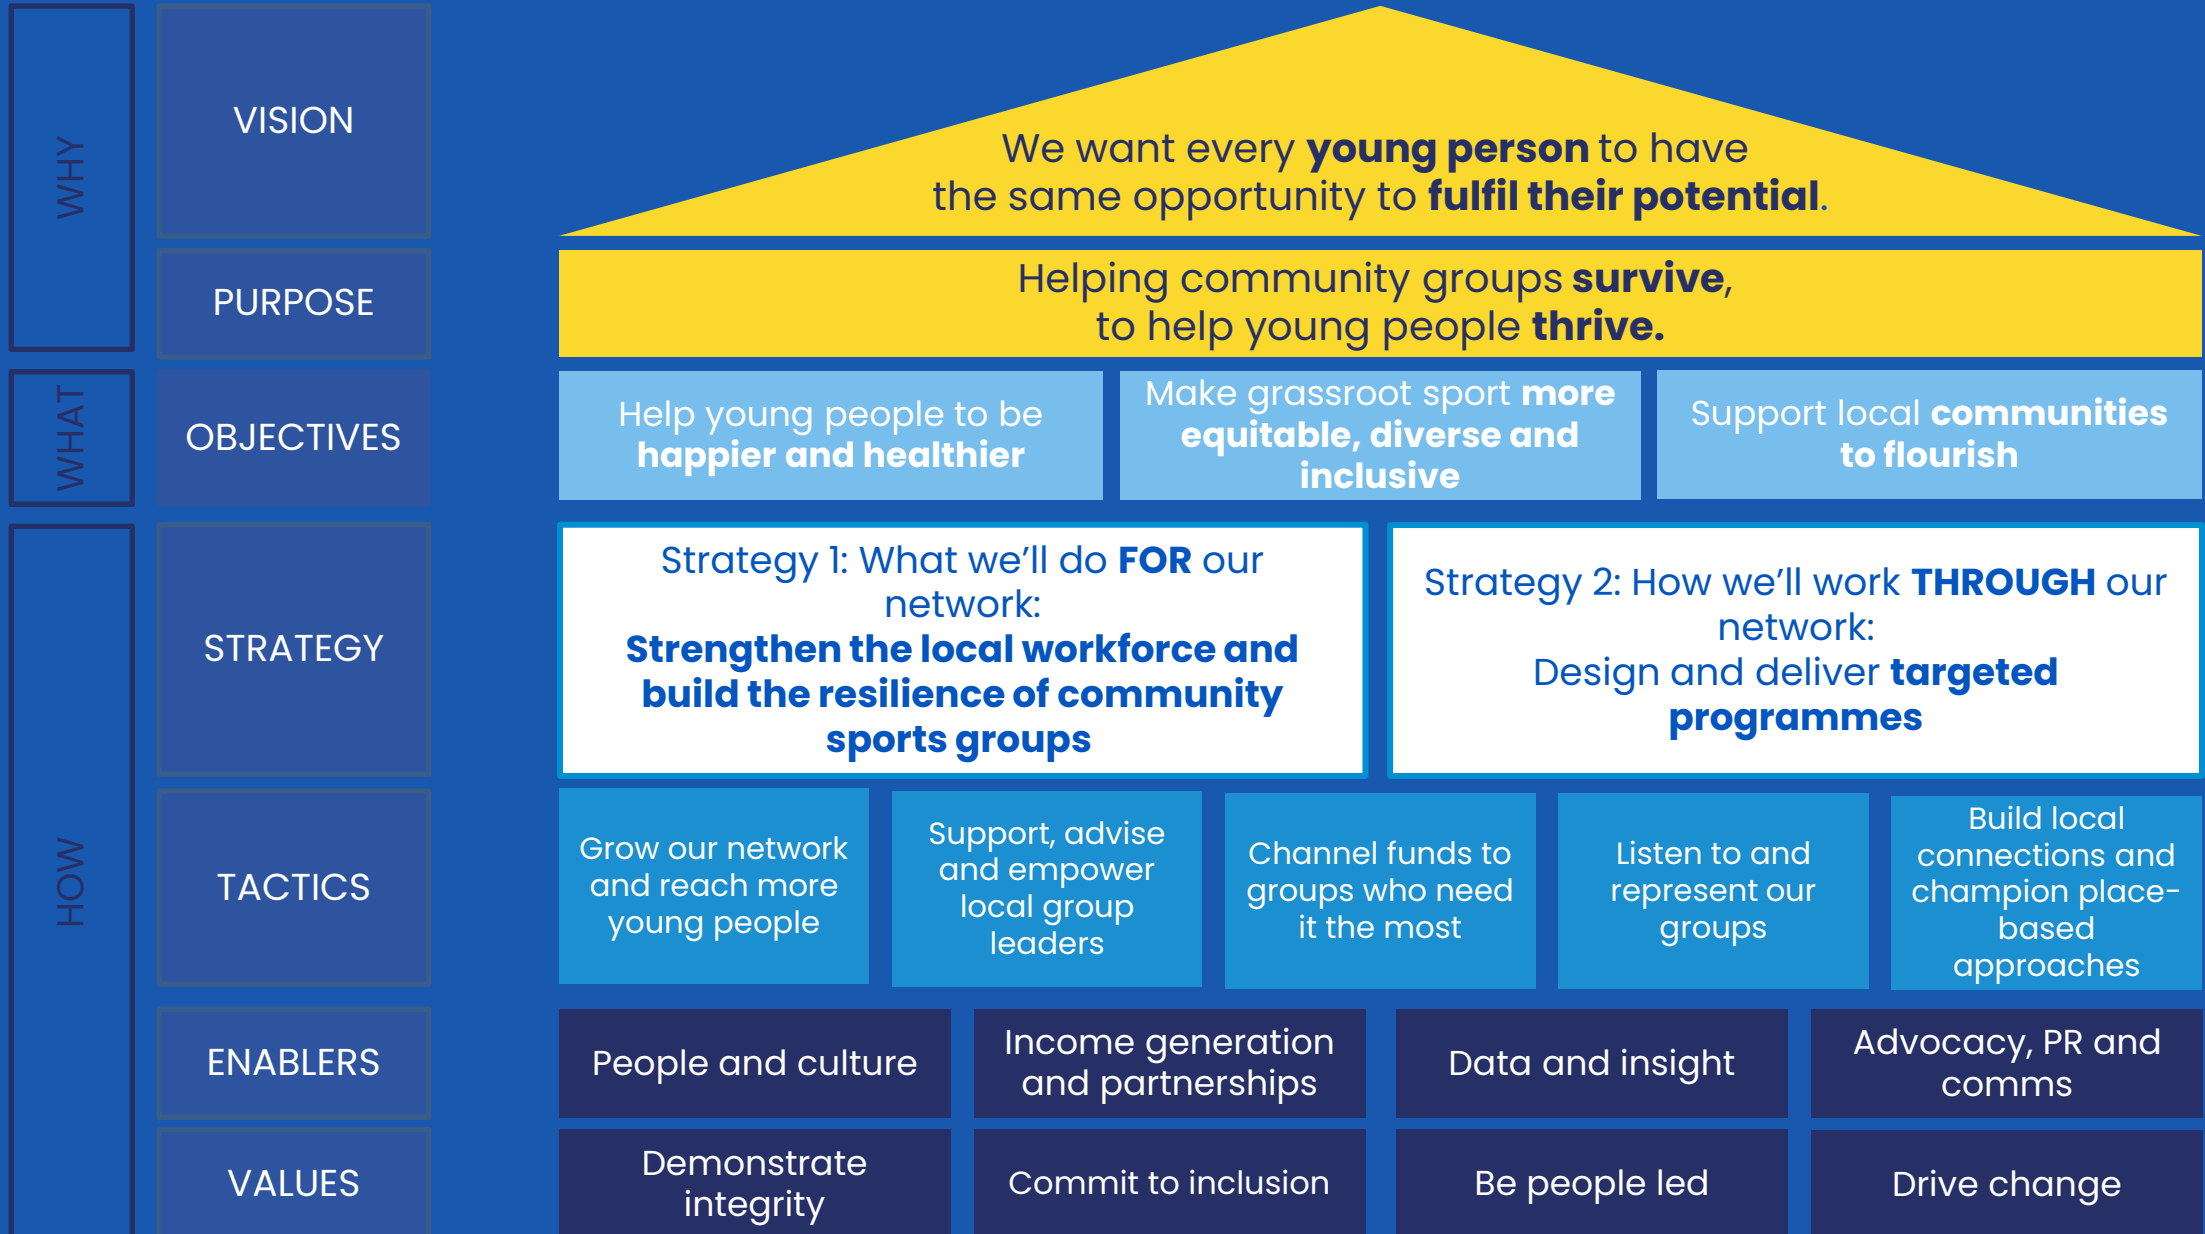 WHY
VISION
We want every young person to have
the same opportunity to fulfil their potential.
PURPOSE
Helping community groups survive,
to help young people thrive.
WHAT
OBJECTIVES
Help young people to be
happier and healthier
Make grassroot sport more
equitable, diverse and
inclusive
Support local communities
to flourish
HOW
STRATEGY
Strategy 1: What we’ll do FOR our
network:
Strengthen the local workforce and
build the resilience of community
sports groups
Strategy 2: How we’ll work THROUGH our
network:
Design and deliver targeted
programmes
TACTICS
Grow our network
and reach more
young people
Support, advise
and empower
local group
leaders
Channel funds to
groups who need
it the most
Listen to and
represent our
groups
Build local
connections and
champion place-
based
approaches
ENABLERS
People and culture
Income generation
and partnerships
Data and insight
Advocacy, PR and
comms
VALUES
Demonstrate
integrity
Commit to inclusion
Be people led
Drive change